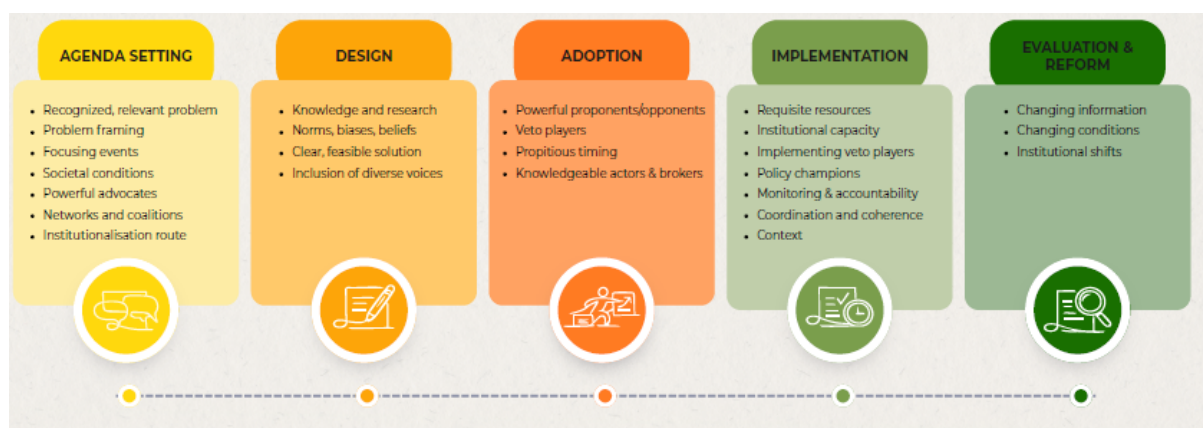 AGENDA SETTING
• Recognized, relevant problem
• Problem framing
• Focusing events
• Societal conditions
• Powerful advocates
• Networks and coalitions
• Institutionalisation route
DESIGN
• Knowledge and research
• Norms, biases, beliefs
• Clear, feasible solution
• Inclusion of diverse voices
ADOPTION
• Powerful proponents/opponents
• Veto players
• Propitious timing
• Knowledgeable actors & brokers
IMPLEMENTATION
• Requisite resources
• Institutional capacity
• Implementing veto players
• Policy champions
• Monitoring & accountability
• Coordination and coherence
• Context
EVALUATION &
REFORM
• Changing information
• Changing conditions
• Institutional shifts